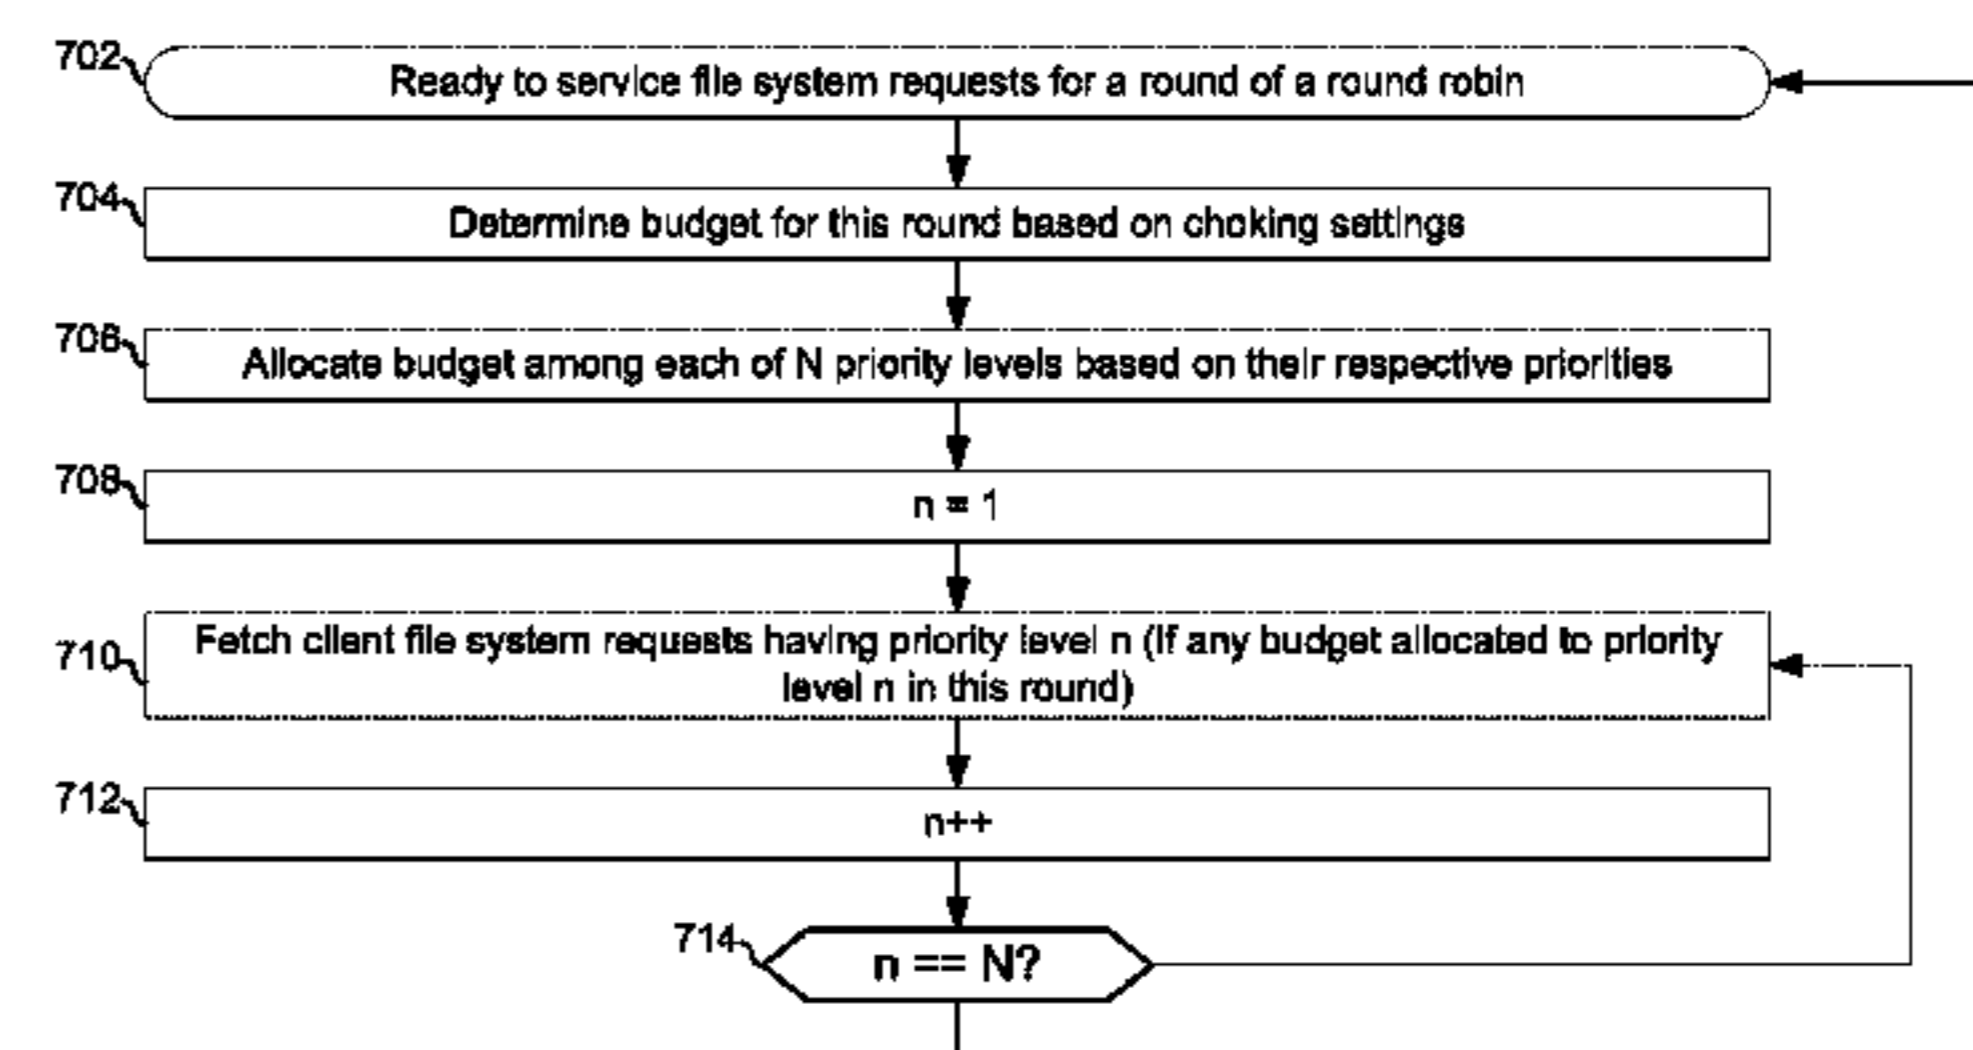 702
Ready to service file system requests for a round of a round robin
704
Determine budget for this round based on choking settings
706
Allocate budget among each of N priority levels based on their respective priorities
708
n = 1
710
Fetch client file system requests having priority level n (if any budget allocated to priority
level n in this round)
712
n++
714
n == N?